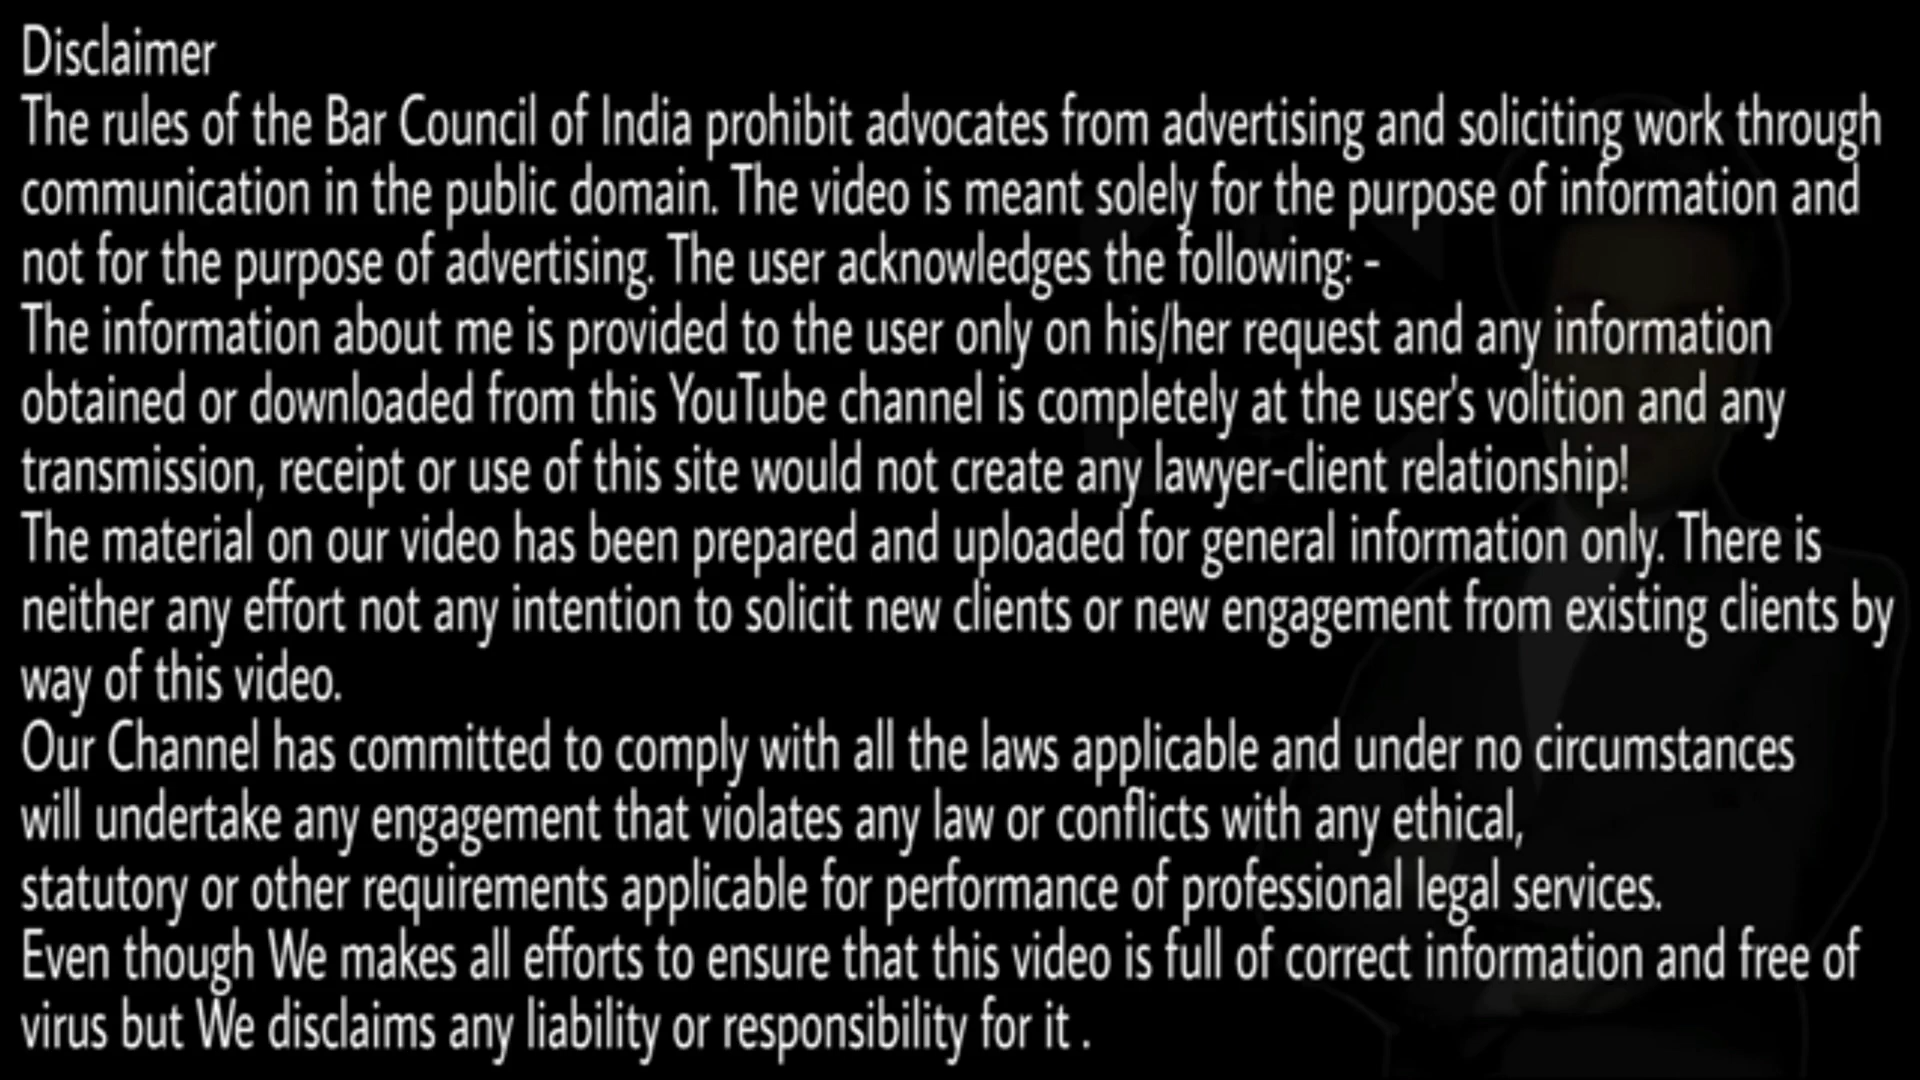 Disclaimer
The rules of the Bar Council of India prohibit advocates from advertising and soliciting work through
communication in the public domain. The video is meant solely for the purpose of information and
not for the purpose of advertising. The user acknowledges the following: -
The information about me is provided to the user only on his/her request and any information
obtained or downloaded from this YouTube channel is completely at the user's volition and any
transmission, receipt or use of this site would not create any lawyer-client relationship!
The material on our video has been prepared and uploaded for general information only. There is
neither any effort not any intention to solicit new clients or new engagement from existing clients by
way of this video.
Our Channel has committed to comply with all the laws applicable and under no circumstances
will undertake any engagement that violates any law or conflicts with any ethical,
statutory or other requirements applicable for performance of professional legal services.
Even though We makes all efforts to ensure that this video is full of correct information and free of
virus but We disclaims any liability or responsibility for it .